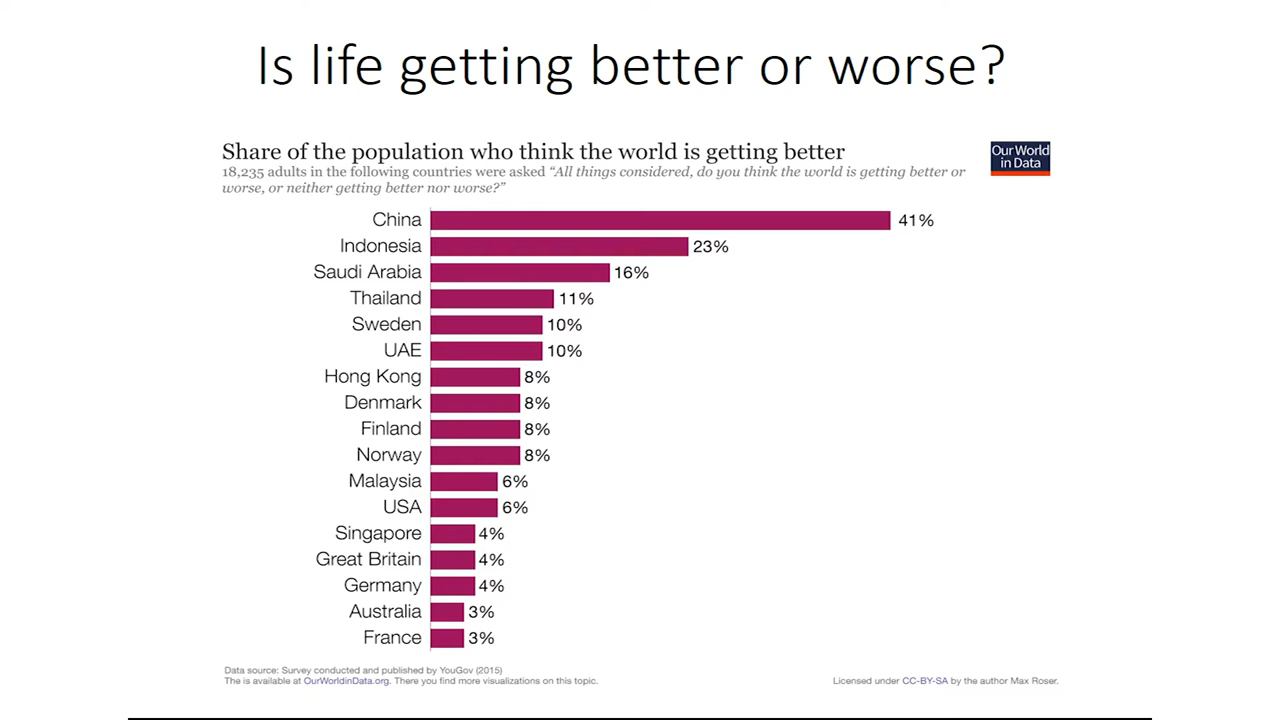 Is life getting better or worse?
Share of the population who think the world is getting better
18,235 adults in the following countries were asked “All things considered, do you think the world is getting better or
worse, or neither getting better nor worse?”
Our World
in Data
China 41%
Indonesia 23%
Saudi Arabia 16%
Thailand 11%
Sweden 10%
UAE 10%
Hong Kong 8%
Denmark 8%
Finland 8%
Norway 8%
Malaysia 6%
USA 6%
Singapore 4%
Great Britain 4%
Germany 4%
Australia 3%
France 3%
Data source: Survey conducted and published by YouGov (2015)
The is available at OurWorldinData.org. There you find more visualizations on this topic.
Licensed under CC-BY-SA by the author Max Roser.